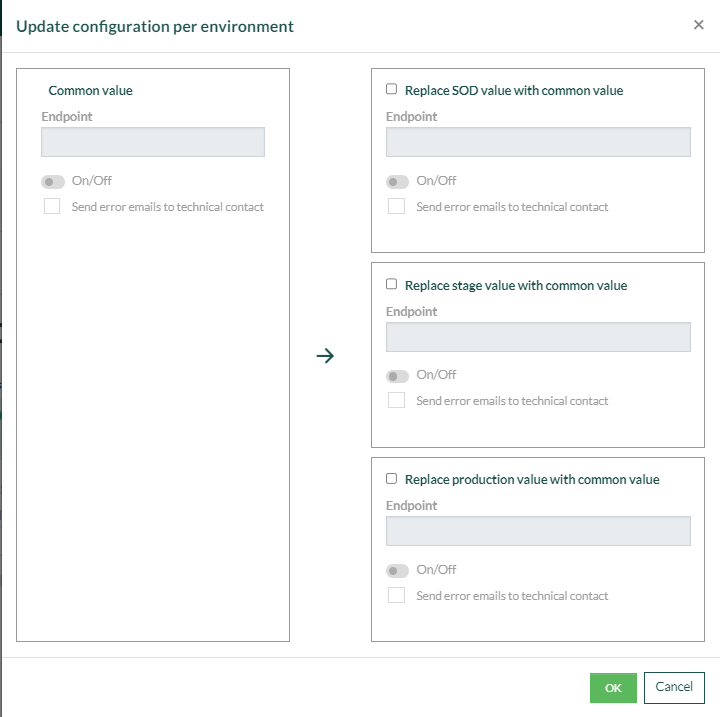 Update configuration per environment
×
Common value
Endpoint
On/Off
Send error emails to technical contact
→
Replace SOD value with common value
Endpoint
On/Off
Send error emails to technical contact
Replace stage value with common value
Endpoint
On/Off
Send error emails to technical contact
Replace production value with common value
Endpoint
On/Off
Send error emails to technical contact
OK
Cancel